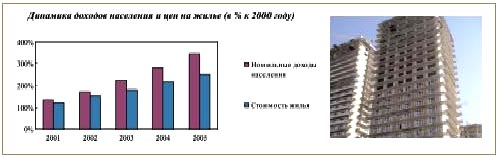 Динамика доходов населения и цен на жилье (в % к 2000 году)
400%
300%
200%
100%
0%
2001 2002 2003 2004 2005
Номинальные доходы
населения
Стоимость жилья